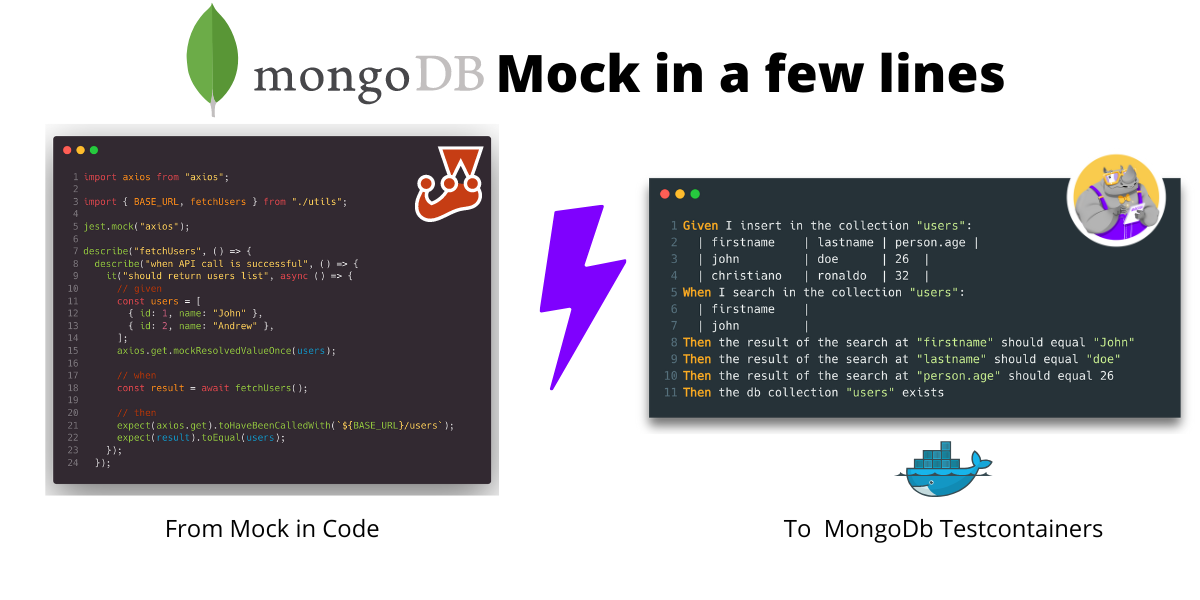 mongoDB Mock in a few lines
1 import axios from "axios";
2
3 import { BASE_URL, fetchUsers } from "./utils";
4
5 jest.mock("axios");
6
7 describe("fetchUsers", () => {
8   describe("when API call is successful", () => {
9     it("should return users list", async () => {
10       // given
11       const users = [
12         { id: 1, name: "John" },
13         { id: 2, name: "Andrew" },
14       ];
15       axios.get.mockResolvedValueOnce(users);
16
17       // when
18       const result = await fetchUsers();
19
20       // then
21       expect(axios.get).toHaveBeenCalledWith(`${BASE_URL}/users`);
22       expect(result).toEqual(users);
23     });
24   });
From Mock in Code
1 Given I insert in the collection "users":
2   | firstname    | lastname | person.age |
3   | john         | doe      | 26  |
4   | christiano   | ronaldo  | 32  |
5 When I search in the collection "users":
6   | firstname    |
7   | john         |
8 Then the result of the search at "firstname" should equal "John"
9 Then the result of the search at "lastname" should equal "doe"
10 Then the result of the search at "person.age" should equal 26
11 Then the db collection "users" exists
To  MongoDb Testcontainers